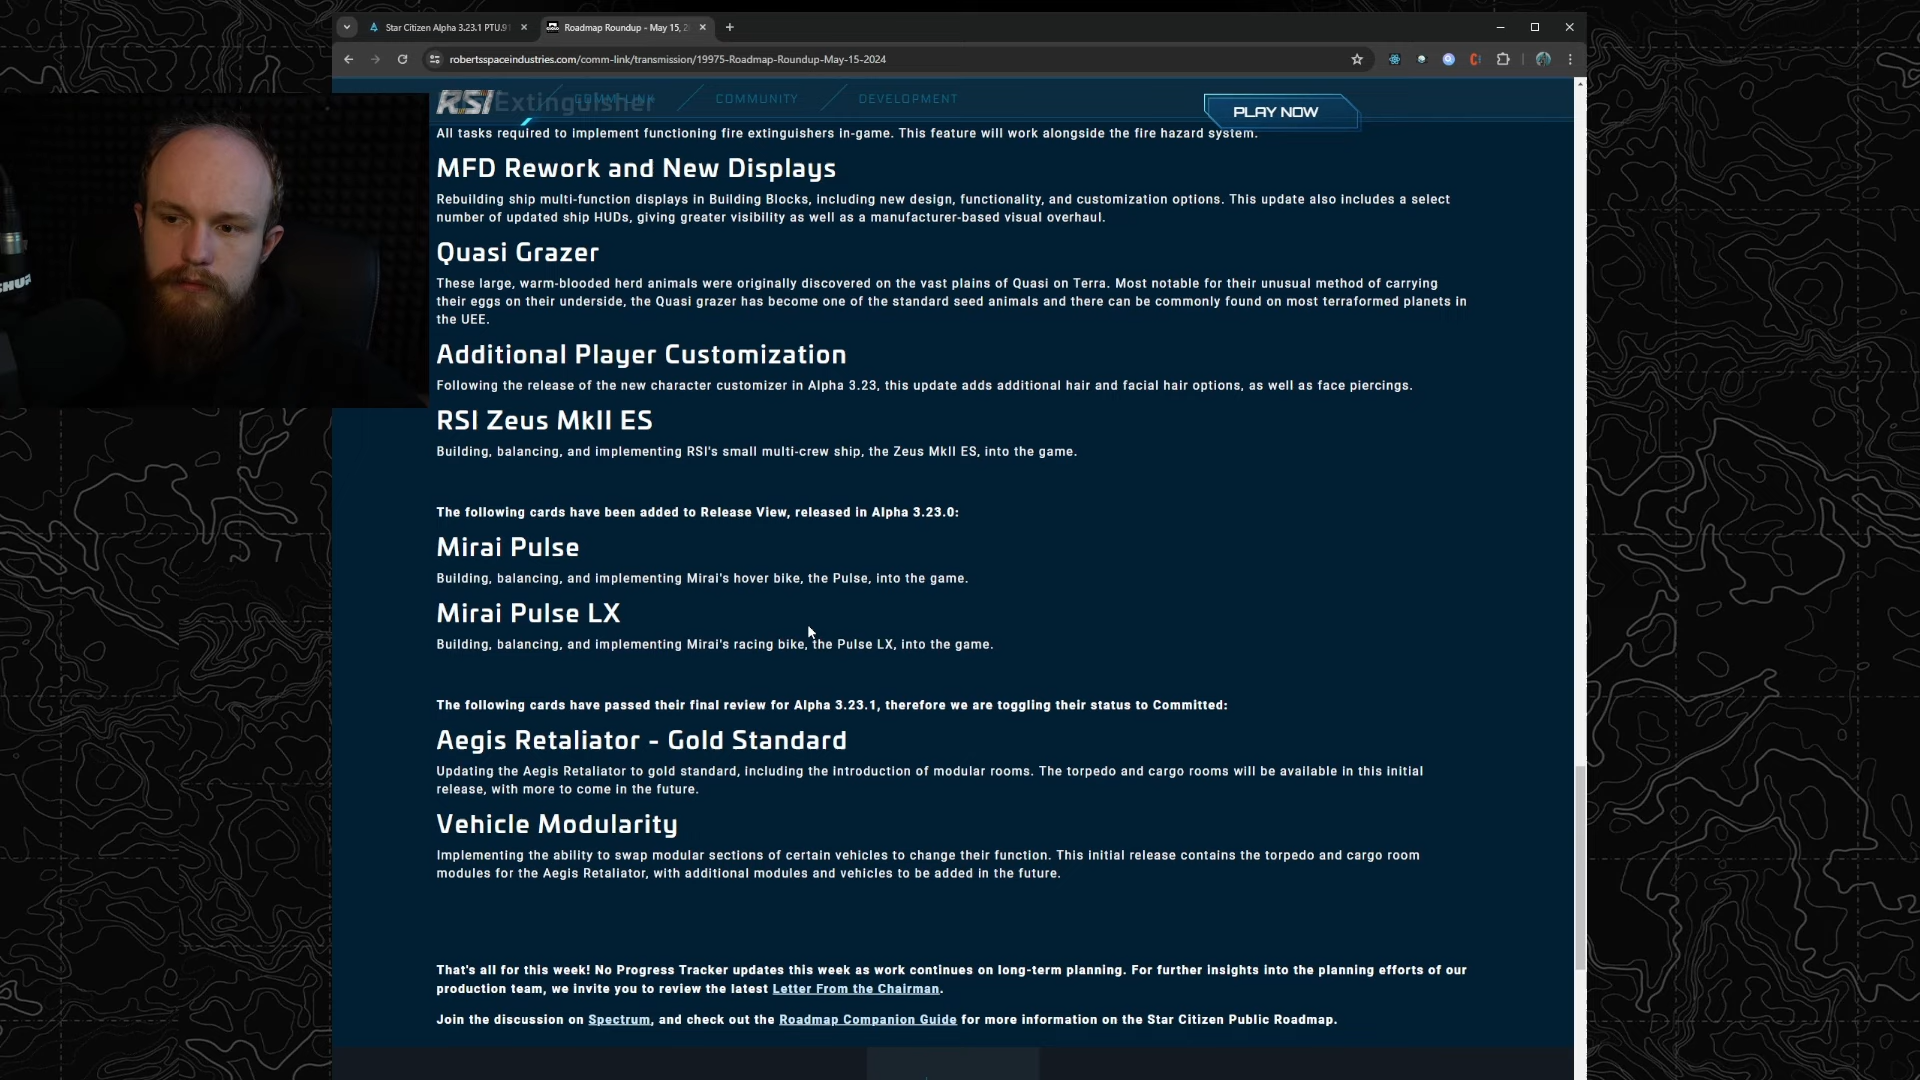 Star Citizen Alpha 3.23.1 PTU.91
Roadmap Roundup - May 15, 2
robertsspaceindustries.com/comm-link/transmission/19975-Roadmap-Roundup-May-15-2024
RSI Extinguisher
COMM-LINK
COMMUNITY
DEVELOPMENT
PLAY NOW
All tasks required to implement functioning fire extinguishers in-game. This feature will work alongside the fire hazard system.
MFD Rework and New Displays
Rebuilding ship multi-function displays in Building Blocks, including new design, functionality, and customization options. This update also includes a select
number of updated ship HUDs, giving greater visibility as well as a manufacturer-based visual overhaul.
Quasi Grazer
These large, warm-blooded herd animals were originally discovered on the vast plains of Quasi on Terra. Most notable for their unusual method of carrying
their eggs on their underside, the Quasi grazer has become one of the standard seed animals and there can be commonly found on most terraformed planets in
the UEE.
Additional Player Customization
Following the release of the new character customizer in Alpha 3.23, this update adds additional hair and facial hair options, as well as face piercings.
RSI Zeus MkII ES
Building, balancing, and implementing RSI's small multi-crew ship, the Zeus MkII ES, into the game.
The following cards have been added to Release View, released in Alpha 3.23.0:
Mirai Pulse
Building, balancing, and implementing Mirai's hover bike, the Pulse, into the game.
Mirai Pulse LX
Building, balancing, and implementing Mirai's racing bike, the Pulse LX, into the game.
The following cards have passed their final review for Alpha 3.23.1, therefore we are toggling their status to Committed:
Aegis Retaliator - Gold Standard
Updating the Aegis Retaliator to gold standard, including the introduction of modular rooms. The torpedo and cargo rooms will be available in this initial
release, with more to come in the future.
Vehicle Modularity
Implementing the ability to swap modular sections of certain vehicles to change their function. This initial release contains the torpedo and cargo room
modules for the Aegis Retaliator, with additional modules and vehicles to be added in the future.
That's all for this week! No Progress Tracker updates this week as work continues on long-term planning. For further insights into the planning efforts of our
production team, we invite you to review the latest Letter From the Chairman.
Join the discussion on Spectrum, and check out the Roadmap Companion Guide for more information on the Star Citizen Public Roadmap.